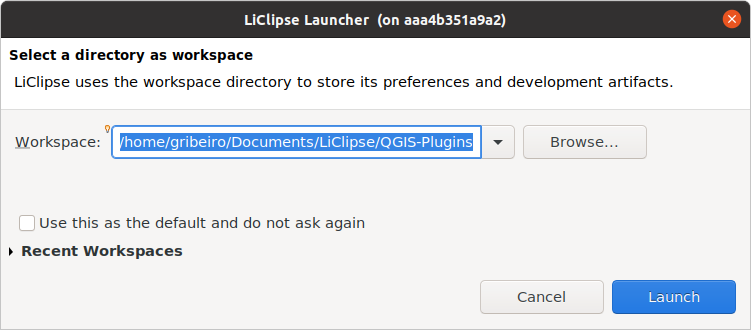 LiClipse Launcher (on aaa4b351a9a2)
Select a directory as workspace
LiClipse uses the workspace directory to store its preferences and development artifacts.
Workspace: /home/gribeiro/Documents/LiClipse/QGIS-Plugins Browse...
Use this as the default and do not ask again
Recent Workspaces
Cancel Launch